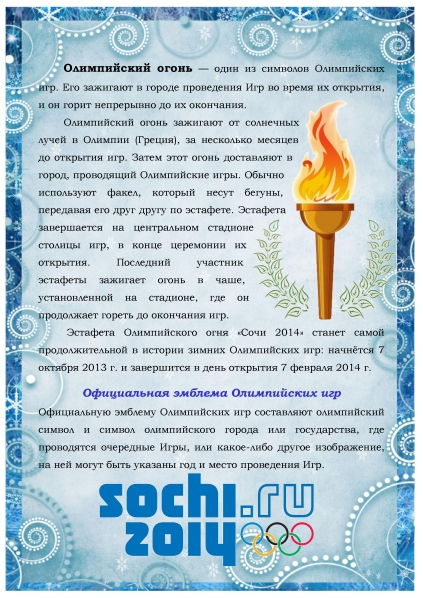 Олимпийский огонь — один из символов Олимпийских
игр. Его зажигают в городе проведения Игр во время их открытия,
и он горит непрерывно до их окончания.
Олимпийский огонь зажигают от солнечных
лучей в Олимпии (Греция), за несколько месяцев
до открытия игр. Затем этот огонь доставляют в
город, проводящий Олимпийские игры. Обычно
используют факел, который несут бегуны,
передавая его друг другу по эстафете. Эстафета
завершается на центральном стадионе
столицы игр, в конце церемонии их
открытия. Последний участник
эстафеты зажигает огонь в чаше,
установленной на стадионе, где он
продолжает гореть до окончания игр.
Эстафета Олимпийского огня «Сочи 2014» станет самой
продолжительной в истории зимних Олимпийских игр: начнётся 7
октября 2013 г. и завершится в день открытия 7 февраля 2014 г.
Официальная эмблема Олимпийских игр
Официальную эмблему Олимпийских игр составляют олимпийский
символ и символ олимпийского города или государства, где
проводятся очередные Игры, или какое-либо другое изображение,
на ней могут быть указаны год и место проведения Игр.
sochi.ru
2014